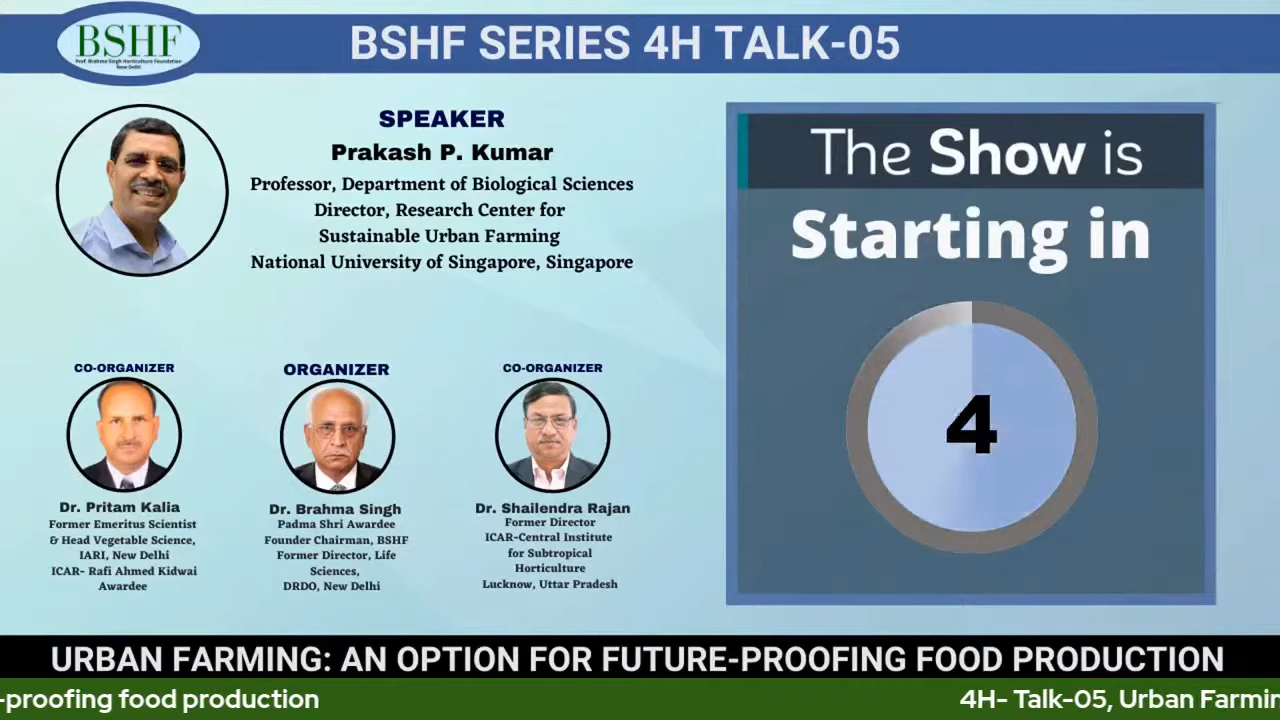 BSHF
Prof. Brahma Singh Horticulture Foundation
New Delhi
BSHF SERIES 4H TALK-05
SPEAKER
Prakash P. Kumar
Professor, Department of Biological Sciences
Director, Research Center for
Sustainable Urban Farming
National University of Singapore, Singapore
The Show is
Starting in
4
CO-ORGANIZER
Dr. Pritam Kalia
Former Emeritus Scientist
& Head Vegetable Science,
IARI, New Delhi
ICAR- Rafi Ahmed Kidwai
Awardee
ORGANIZER
Dr. Brahma Singh
Padma Shri Awardee
Founder Chairman, BSHF
Former Director, Life
Sciences,
DRDO, New Delhi
CO-ORGANIZER
Dr. Shailendra Rajan
Former Director
ICAR-Central Institute
for Subtropical
Horticulture
Lucknow, Uttar Pradesh
URBAN FARMING: AN OPTION FOR FUTURE-PROOFING FOOD PRODUCTION
-proofing food production
4H- Talk-05, Urban Farmin